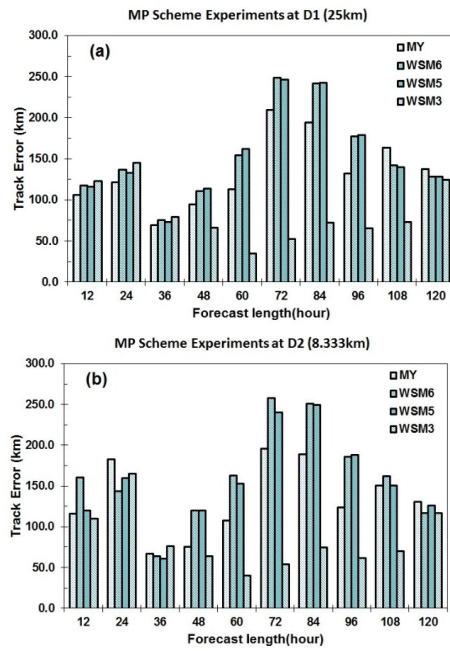 MP Scheme Experiments at D1 (25km)
300.0
250.0
200.0
150.0
100.0
50.0
0.0
Track Error (km)
(a)
MY
WSM6
WSM5
WSM3
12 24 36 48 60 72 84 96 108 120
Forecast length(hour)
MP Scheme Experiments at D2 (8.333km)
300.0
250.0
200.0
150.0
100.0
50.0
0.0
Track Error (km)
(b)
MY
WSM6
WSM5
WSM3
12 24 36 48 60 72 84 96 108 120
Forecast length(hour)